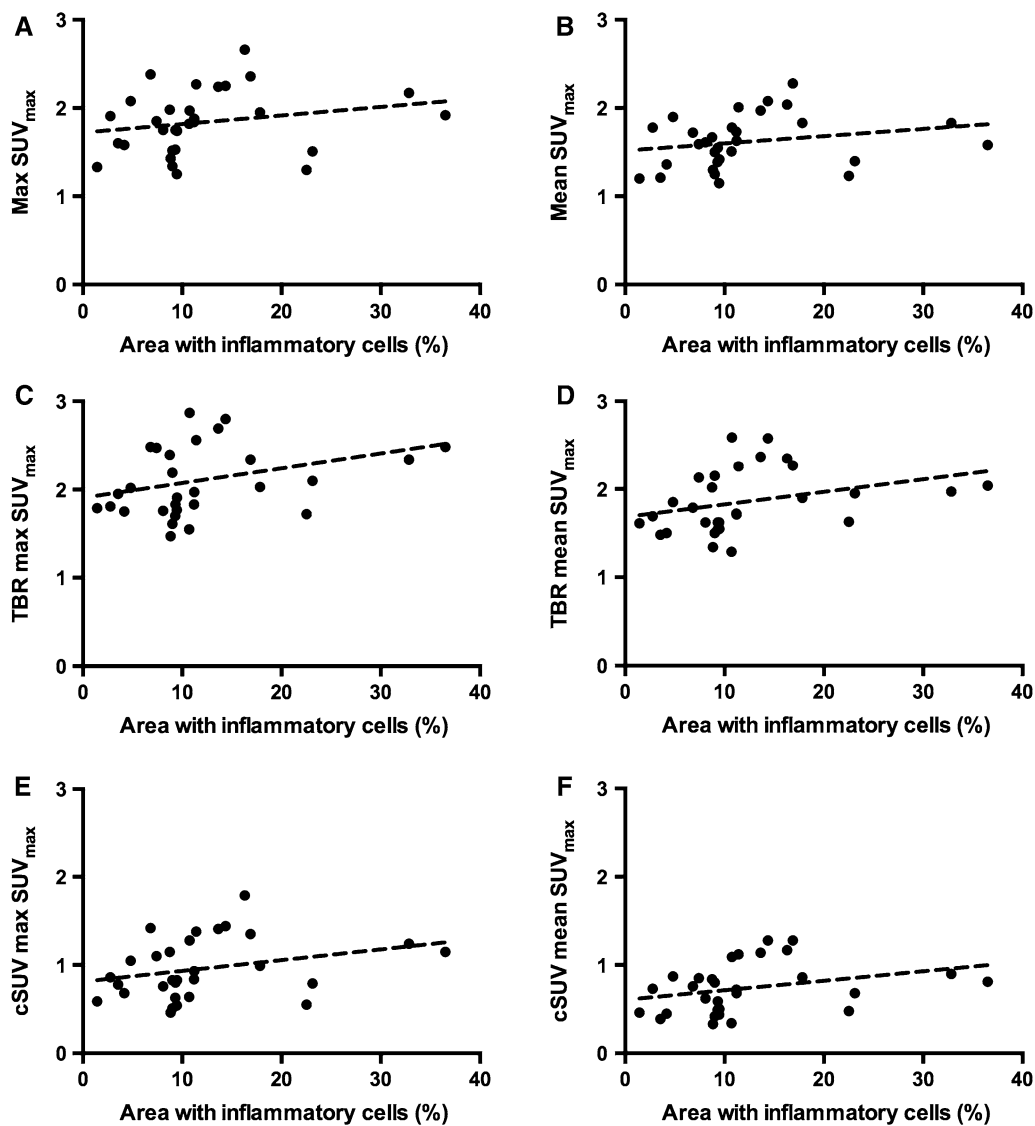 A
Max SUVmax
3
2
1
0
0 10 20 30 40
Area with inflammatory cells (%)
B
Mean SUVmax
3
2
1
0
0 10 20 30 40
Area with inflammatory cells (%)
C
TBR max SUVmax
3
2
1
0
0 10 20 30 40
Area with inflammatory cells (%)
D
TBR mean SUVmax
3
2
1
0
0 10 20 30 40
Area with inflammatory cells (%)
E
cSUV max SUVmax
3
2
1
0
0 10 20 30 40
Area with inflammatory cells (%)
F
cSUV mean SUVmax
3
2
1
0
0 10 20 30 40
Area with inflammatory cells (%)